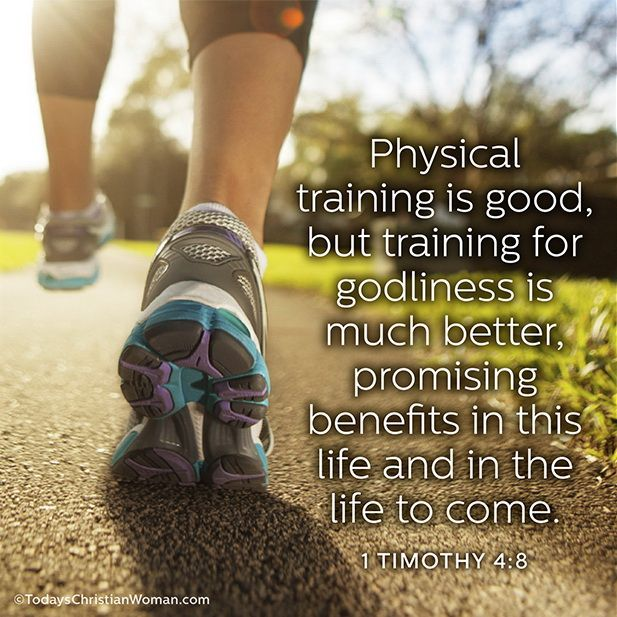 Physical
training is good,
but training for
godliness is
much better,
promising
benefits in this
life and in the
life to come.
1 TIMOTHY 4:8
©TodaysChristianWoman.com